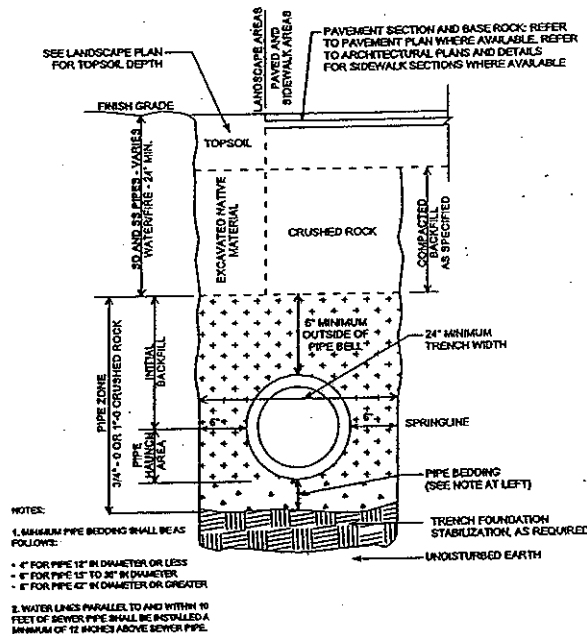 SEE LANDSCAPE PLAN
FOR TOPSOIL DEPTH
LANDSCAPE AREAS
PAVED AND
SIDEWALK AREAS
PAVEMENT SECTION AND BASE ROCK: REFER
TO PAVEMENT PLAN WHERE AVAILABLE. REFER
TO ARCHITECTURAL PLANS AND DETAILS
FOR SIDEWALK SECTIONS WHERE AVAILABLE
FINISH GRADE
TOPSOIL
SD AND SS PIPES - VARIES
WATER/FIRE - 24" MIN.
EXCAVATED NATIVE
MATERIAL
CRUSHED ROCK
COMPACTED
BACKFILL
AS SPECIFIED
6" MINIMUM
OUTSIDE OF
PIPE BELL
24" MINIMUM
TRENCH WIDTH
PIPE ZONE
3/4"-0 OR 1"-0 CRUSHED ROCK
INITIAL
BACKFILL
6"
6"
SPRINGLINE
PIPE
HAUNCH
AREA
PIPE BEDDING
(SEE NOTE AT LEFT)
TRENCH FOUNDATION
STABILIZATION, AS REQUIRED
UNDISTURBED EARTH
NOTES:
1. MINIMUM PIPE BEDDING SHALL BE AS
FOLLOWS:
• 4" FOR PIPE 12" IN DIAMETER OR LESS
• 6" FOR PIPE 15" TO 36" IN DIAMETER
• 8" FOR PIPE 42" IN DIAMETER OR GREATER
2. WATER LINES PARALLEL TO AND WITHIN 10
FEET OF SEWER PIPE SHALL BE INSTALLED A
MINIMUM OF 12 INCHES ABOVE SEWER PIPE.